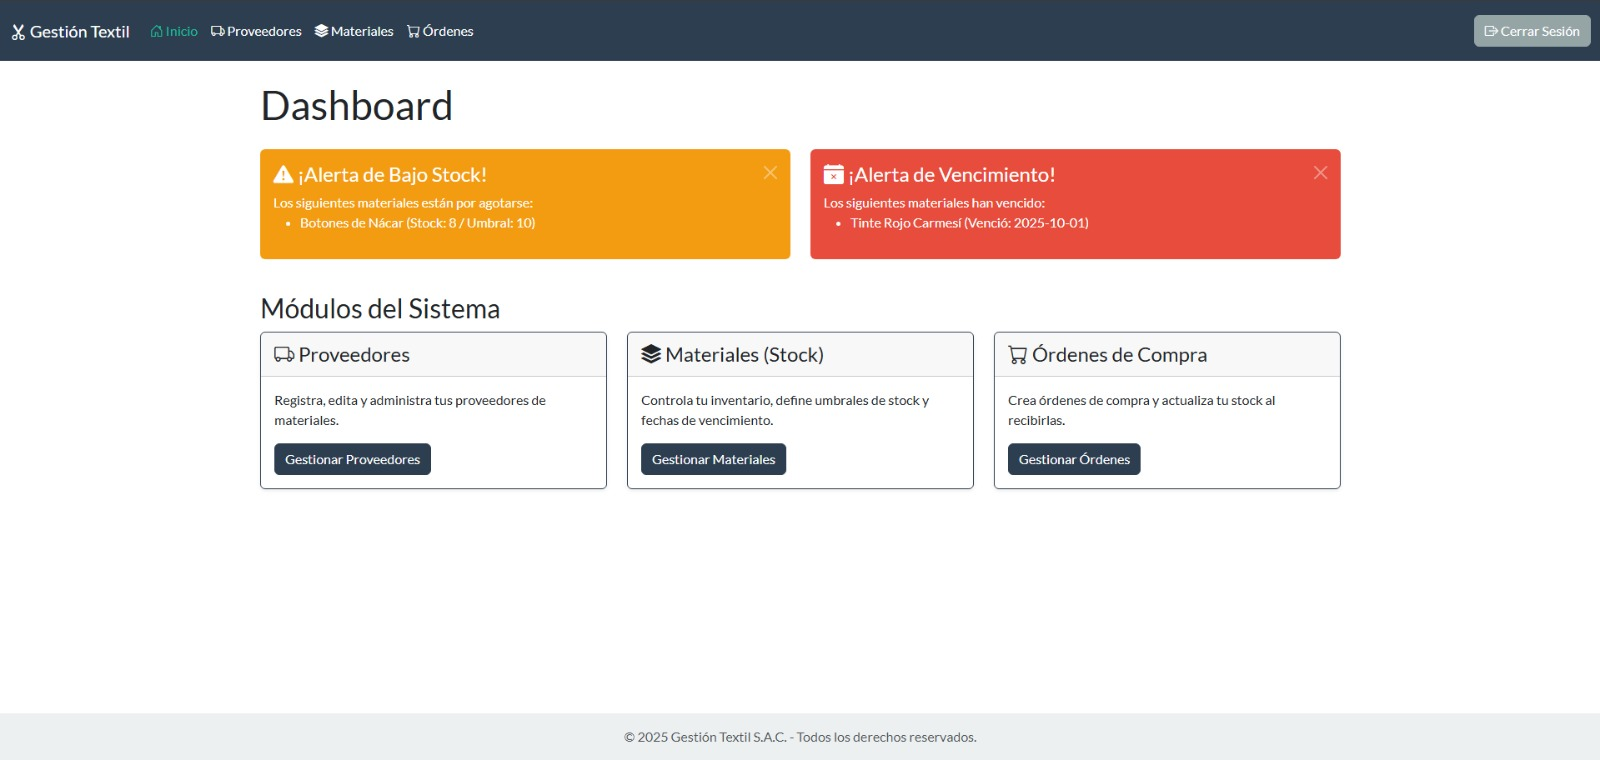 Gestión Textil Inicio Proveedores Materiales Órdenes Cerrar Sesión
Dashboard
¡Alerta de Bajo Stock!
Los siguientes materiales están por agotarse:
• Botones de Nácar (Stock: 8 / Umbral: 10)
¡Alerta de Vencimiento!
Los siguientes materiales han vencido:
• Tinte Rojo Carmesí (Venció: 2025-10-01)
Módulos del Sistema
Proveedores
Registra, edita y administra tus proveedores de
materiales.
Gestionar Proveedores
Materiales (Stock)
Controla tu inventario, define umbrales de stock y
fechas de vencimiento.
Gestionar Materiales
Órdenes de Compra
Crea órdenes de compra y actualiza tu stock al
recibirlas.
Gestionar Órdenes
© 2025 Gestión Textil S.A.C. - Todos los derechos reservados.